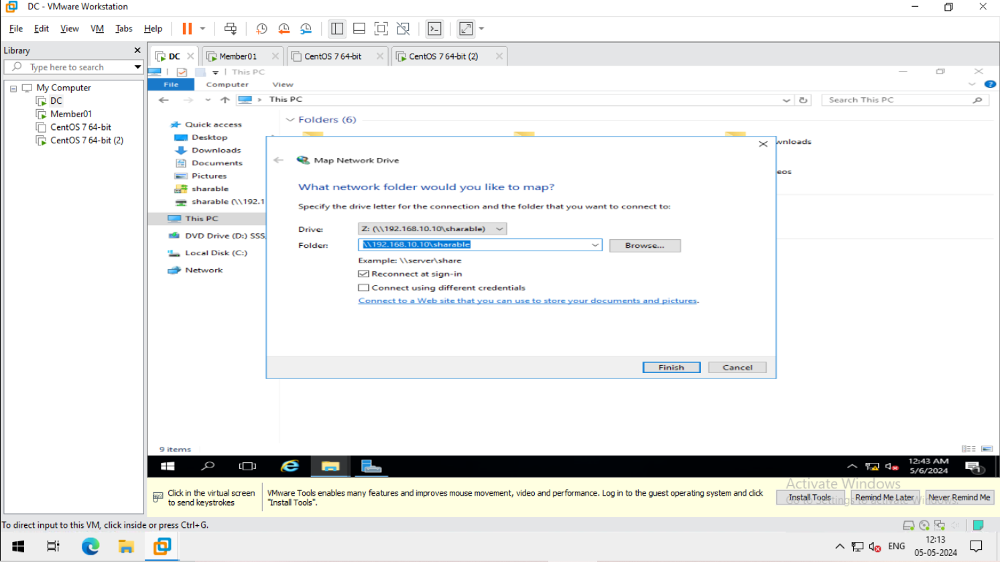 DC - VMware Workstation
File Edit View VM Tabs Help
Library
Type here to search
My Computer
DC
Member01
CentOS 7 64-bit
CentOS 7 64-bit (2)
DC Member01 CentOS 7 64-bit CentOS 7 64-bit (2)
This PC
File Computer View
This PC
Search This PC
Quick access
Desktop
Downloads
Documents
Pictures
sharable
sharable (\\192.1
This PC
DVD Drive (D:) SSS
Local Disk (C:)
Network
Folders (6)
wnloads
eos
Map Network Drive
What network folder would you like to map?
Specify the drive letter for the connection and the folder that you want to connect to:
Drive: Z: (\\192.168.10.10\sharable)
Folder: \\192.168.10.10\sharable Browse...
Example: \\server\share
Reconnect at sign-in
Connect using different credentials
Connect to a Web site that you can use to store your documents and pictures.
Finish Cancel
9 items
12:43 AM
5/6/2024
1
Click in the virtual screen
to send keystrokes
VMware Tools enables many features and improves mouse movement, video and performance. Log in to the guest operating system and click
"Install Tools".
Activate Windows
Go to Settings to activate Windows.
Install Tools Remind Me Later Never Remind Me
To direct input to this VM, click inside or press Ctrl+G.
ENG
12:13
05-05-2024